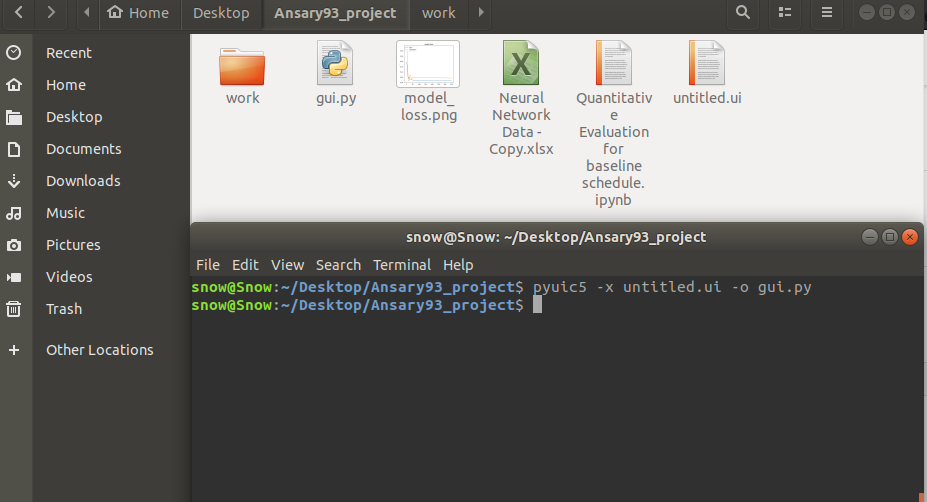 Home Desktop Ansary93_project work
Recent
Home
Desktop
Documents
Downloads
Music
Pictures
Videos
Trash
Other Locations
work
gui.py
model_
loss.png
Neural
Network
Data -
Copy.xlsx
Quantitativ
e
Evaluation
for
baseline
schedule.
ipynb
untitled.ui
snow@Snow: ~/Desktop/Ansary93_project
File Edit View Search Terminal Help
snow@Snow:~/Desktop/Ansary93_project$ pyuic5 -x untitled.ui -o gui.py
snow@Snow:~/Desktop/Ansary93_project$